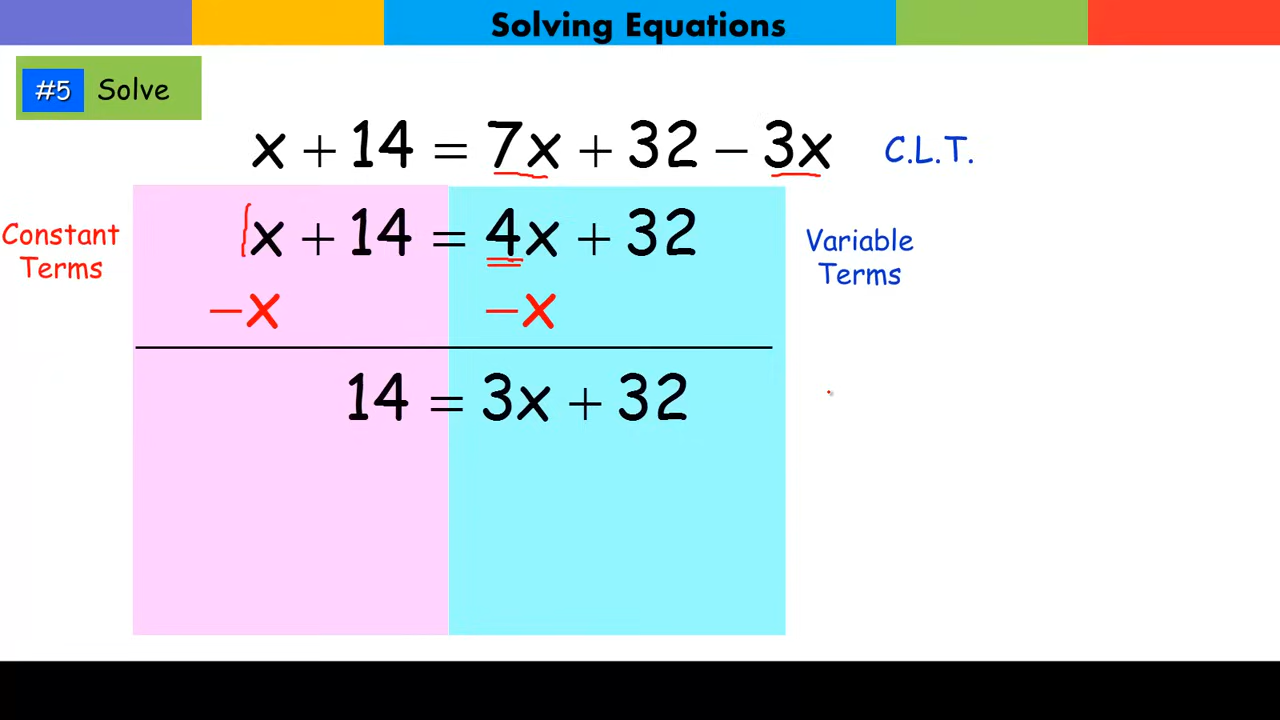 Solving Equations
#5 Solve
x + 14 = 7x + 32 − 3x C.L.T.
Constant
Terms
x + 14 = 4x + 32
Variable
Terms
−x −x
14 = 3x + 32